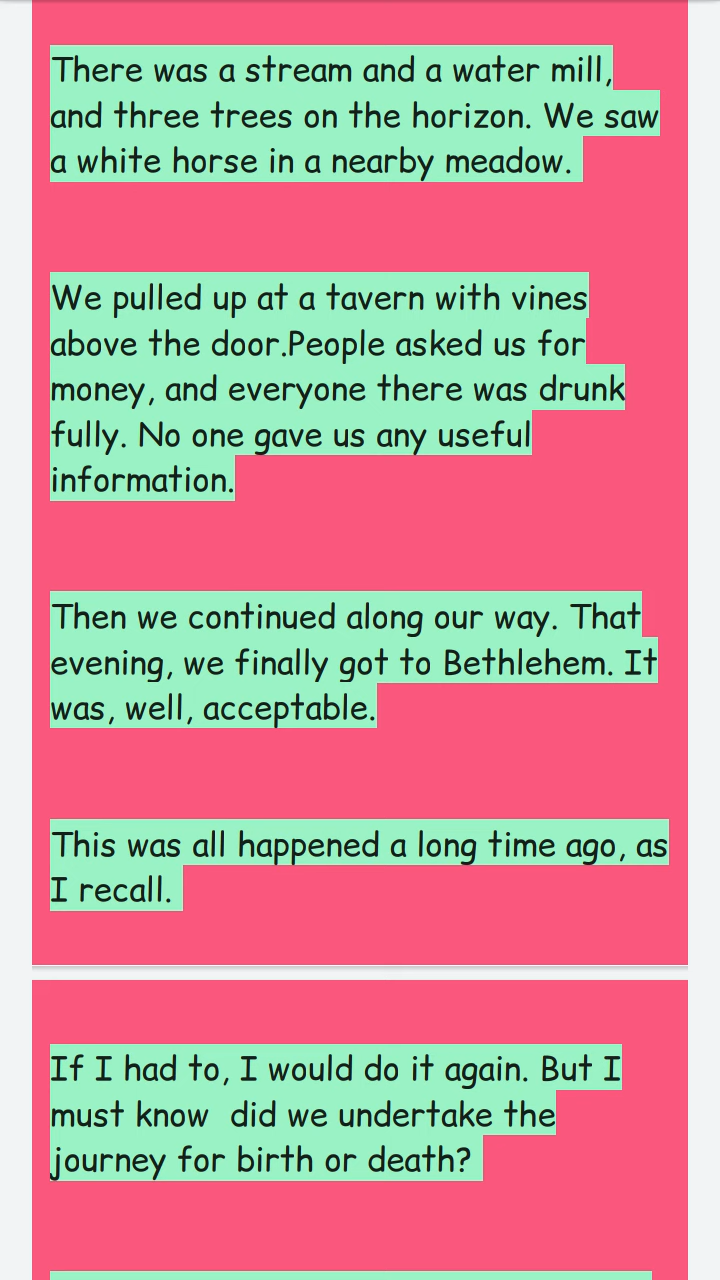 There was a stream and a water mill,
and three trees on the horizon. We saw
a white horse in a nearby meadow.
We pulled up at a tavern with vines
above the door.People asked us for
money, and everyone there was drunk
fully. No one gave us any useful
information.
Then we continued along our way. That
evening, we finally got to Bethlehem. It
was, well, acceptable.
This was all happened a long time ago, as
I recall.
If I had to, I would do it again. But I
must know  did we undertake the
journey for birth or death?